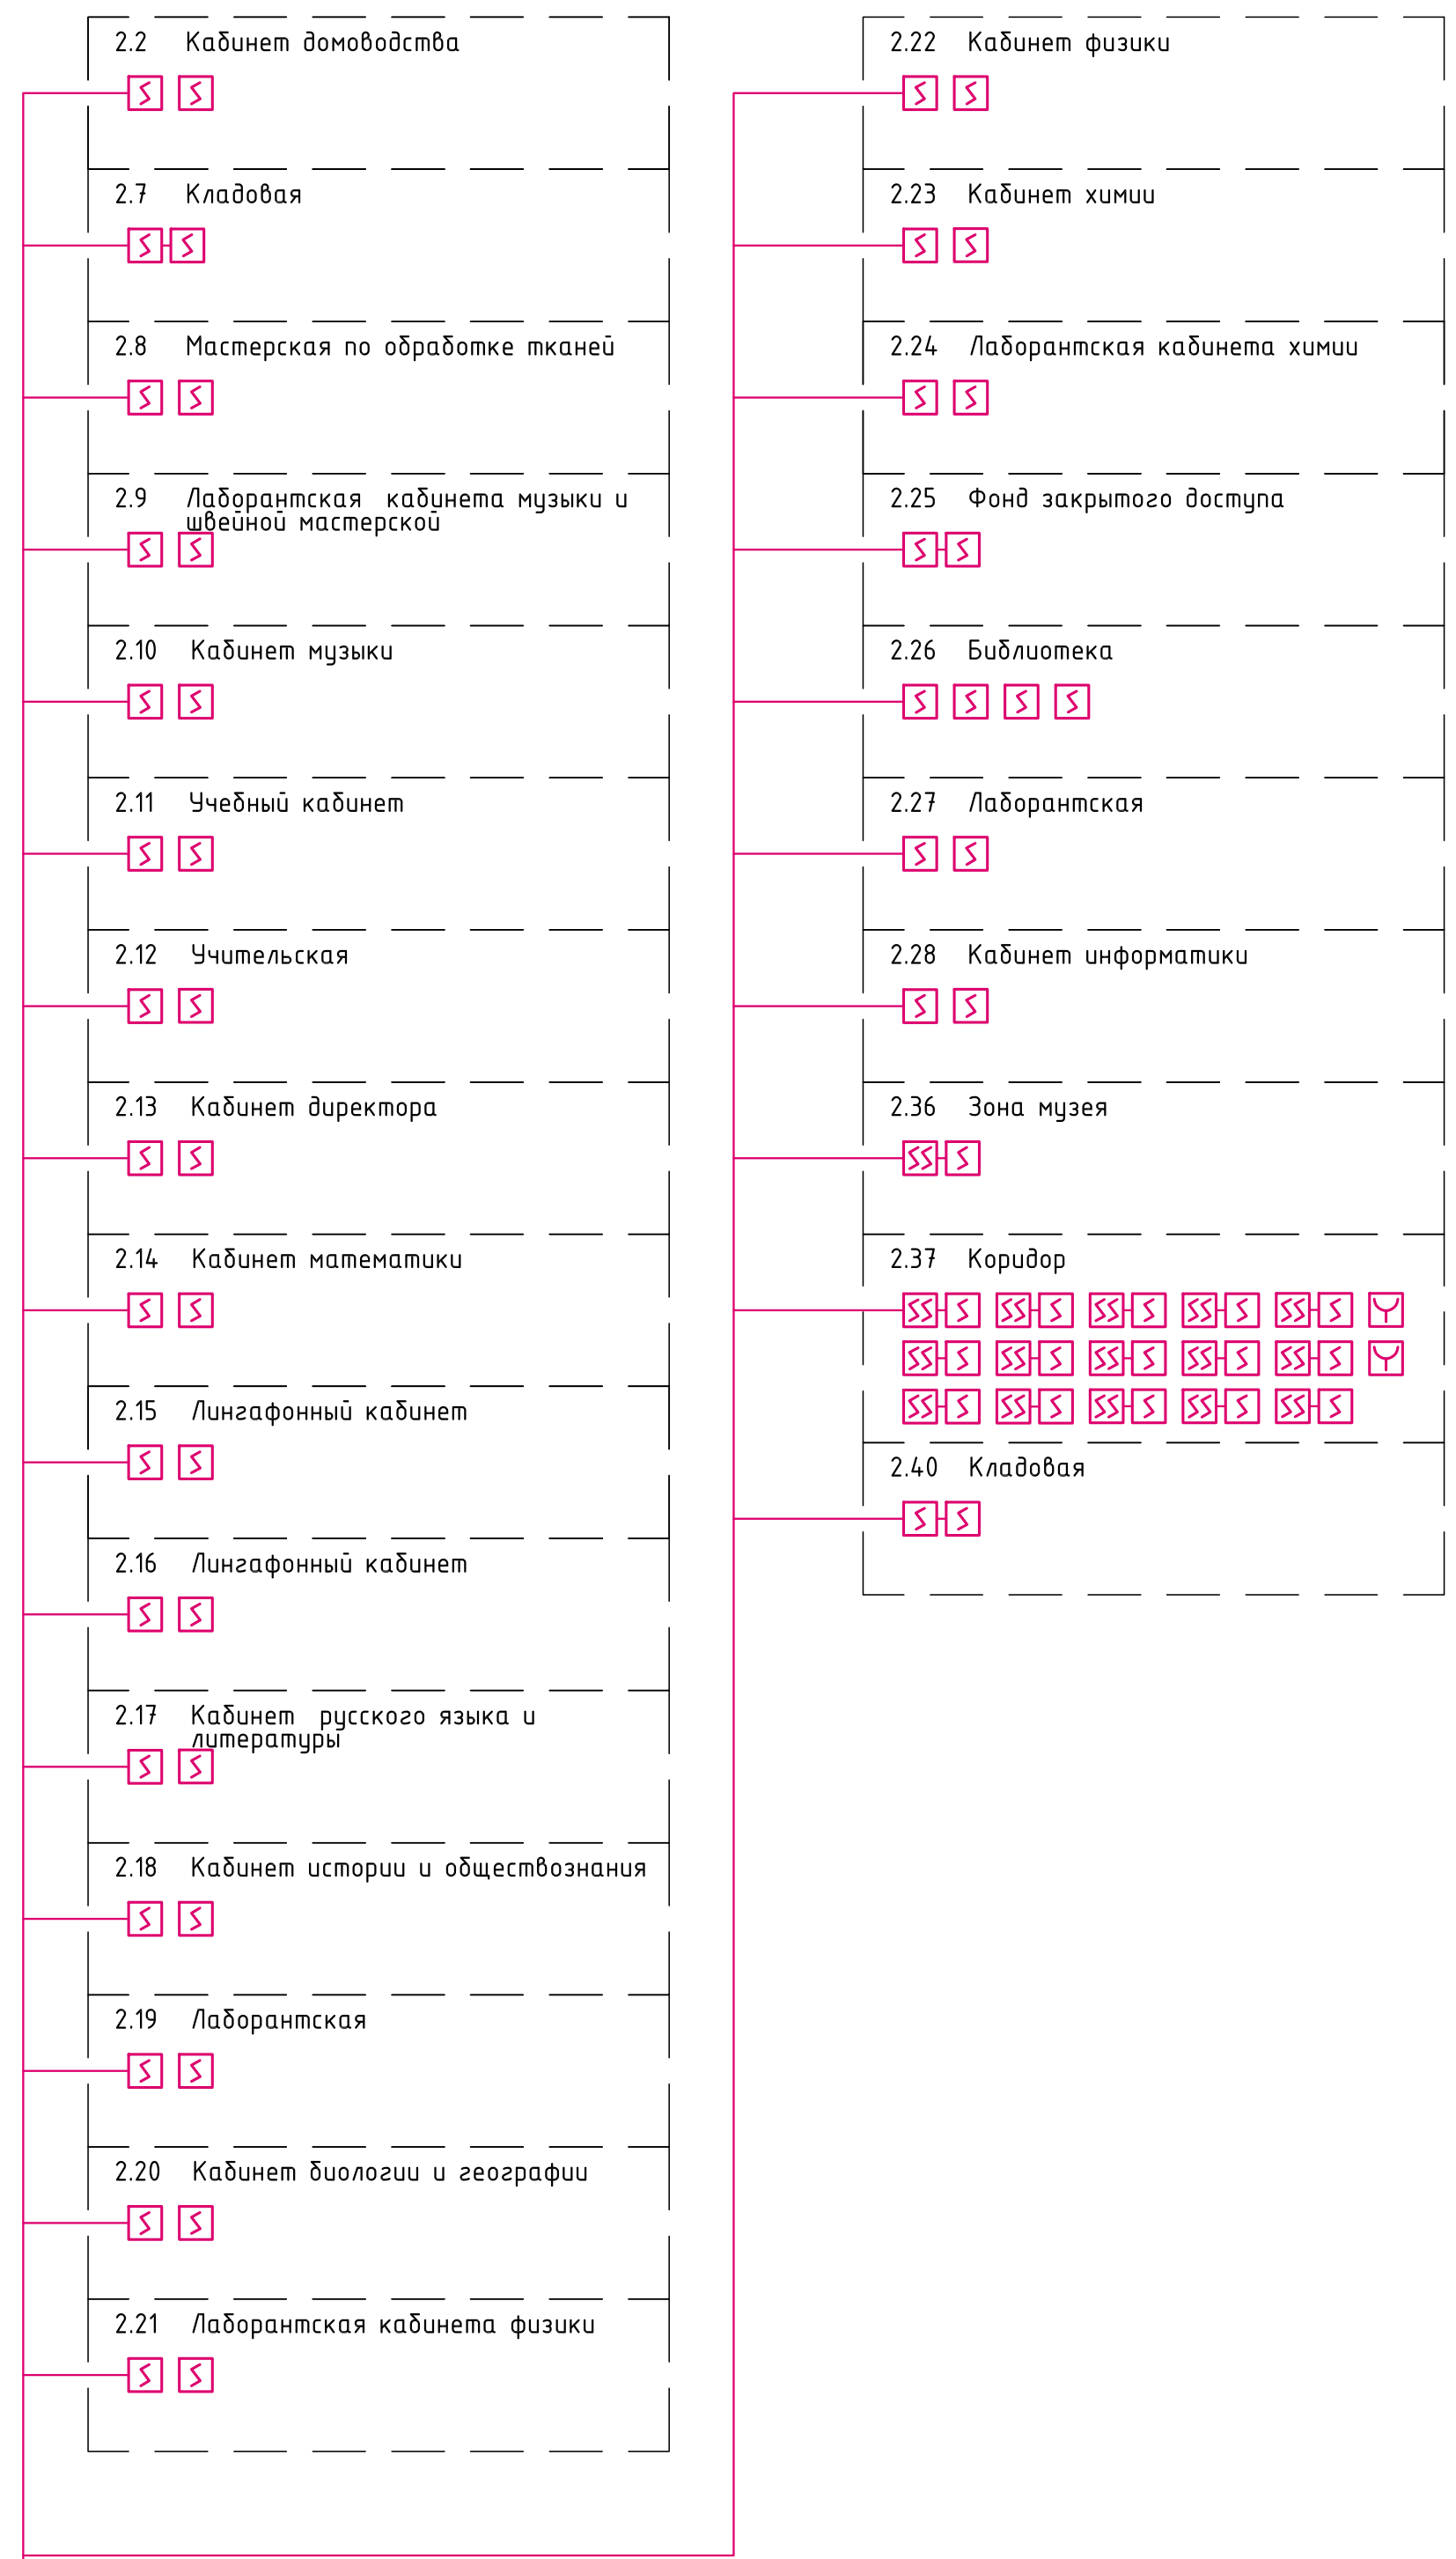 2.2 Кабинет домоводства
2.7 Кладовая
2.8 Мастерская по обработке тканей
2.9 Лаборантская кабинета музыки и
швейной мастерской
2.10 Кабинет музыки
2.11 Учебный кабинет
2.12 Учительская
2.13 Кабинет директора
2.14 Кабинет математики
2.15 Лингафонный кабинет
2.16 Лингафонный кабинет
2.17 Кабинет русского языка и
литературы
2.18 Кабинет истории и обществознания
2.19 Лаборантская
2.20 Кабинет биологии и географии
2.21 Лаборантская кабинета физики
2.22 Кабинет физики
2.23 Кабинет химии
2.24 Лаборантская кабинета химии
2.25 Фонд закрытого доступа
2.26 Библиотека
2.27 Лаборантская
2.28 Кабинет информатики
2.36 Зона музея
2.37 Коридор
2.40 Кладовая